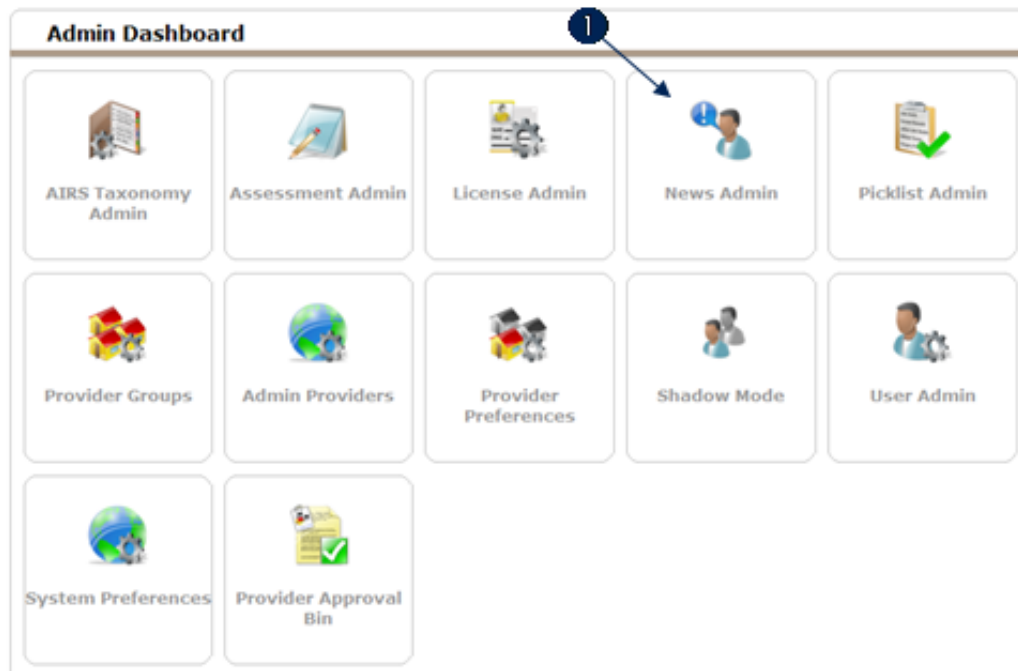 Admin Dashboard
1
AIRS Taxonomy
Admin
Assessment Admin
License Admin
News Admin
Picklist Admin
Provider Groups
Admin Providers
Provider
Preferences
Shadow Mode
User Admin
System Preferences
Provider Approval
Bin